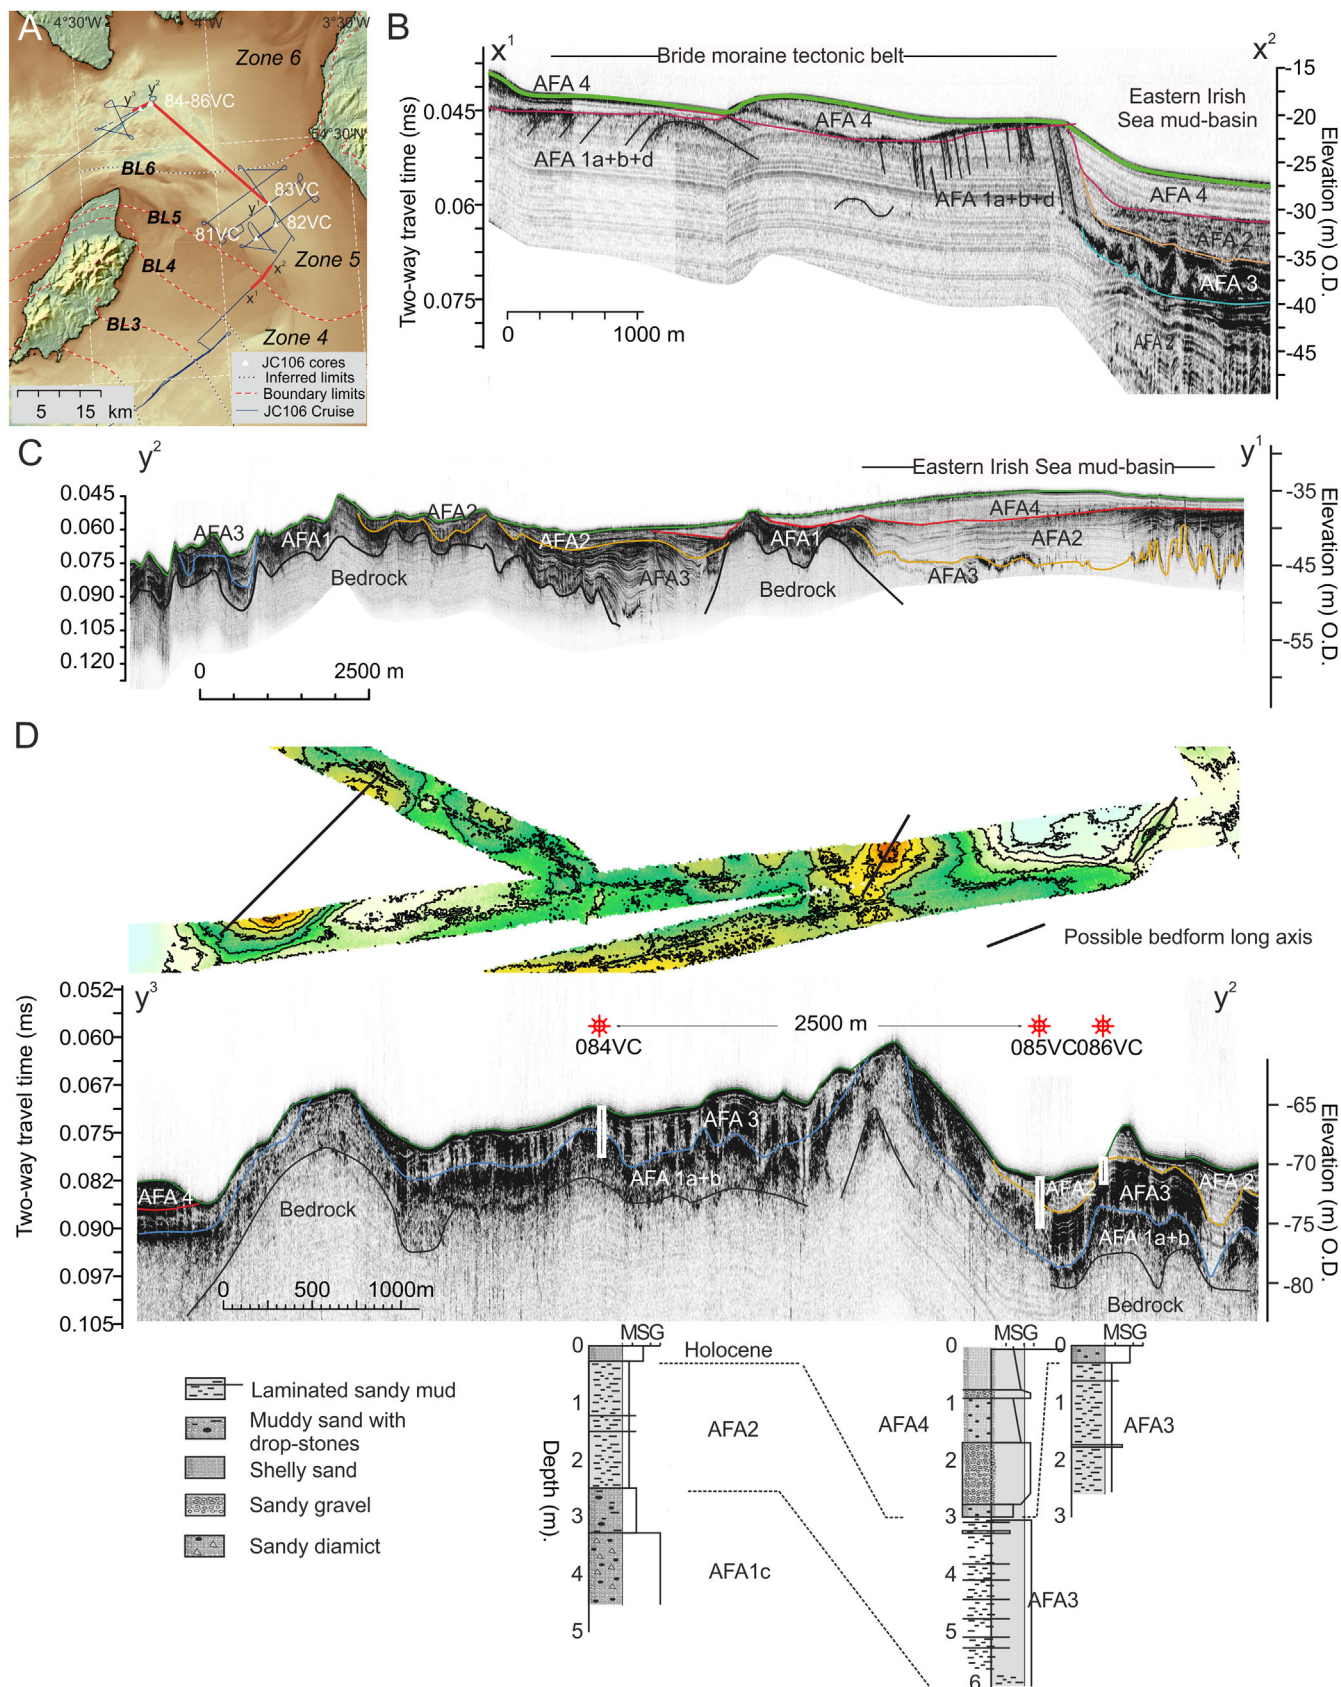 A
4°30'W
4°W
3°30'W
Zone 6
y³
y²
84-86VC
54°30'N
BL6
83VC
BL5
y¹
82VC
81VC
BL4
Zone 5
x²
x¹
BL3
Zone 4
JC106 cores
Inferred limits
Boundary limits
JC106 Cruise
5 15 km
B
x¹
Bride moraine tectonic belt
x²
Two-way travel time (ms)
0.045
0.06
0.075
AFA 4
AFA 4
AFA 1a+b+d
AFA 1a+b+d
Eastern Irish
Sea mud-basin
AFA 4
AFA 2
AFA 3
AFA 2
0 1000 m
-15
-20
-25
-30
-35
-40
-45
Elevation (m) O.D.
C
y²
Eastern Irish Sea mud-basin
y¹
0.045
0.060
0.075
0.090
0.105
0.120
AFA3
AFA1
AFA2
AFA2
AFA3
AFA1
AFA4
AFA2
AFA3
Bedrock
Bedrock
0 2500 m
-35
-45
-55
Elevation (m) O.D.
D
Possible bedform long axis
Two-way travel time (ms)
0.052
0.060
0.067
0.075
0.082
0.090
0.097
0.105
y³
y²
084VC
2500 m
085VC
086VC
AFA 3
AFA 4
AFA 1a+b
AFA2
AFA3
AFA 2
AFA 1a+b
Bedrock
Bedrock
0 500 1000m
-65
-70
-75
-80
Elevation (m) O.D.
Laminated sandy mud
Muddy sand with
drop-stones
Shelly sand
Sandy gravel
Sandy diamict
Depth (m).
MSG
0
1
2
3
4
5
Holocene
AFA2
AFA1c
MSG
0
1
2
3
4
5
6
AFA4
AFA3
MSG
0
1
2
3
AFA3